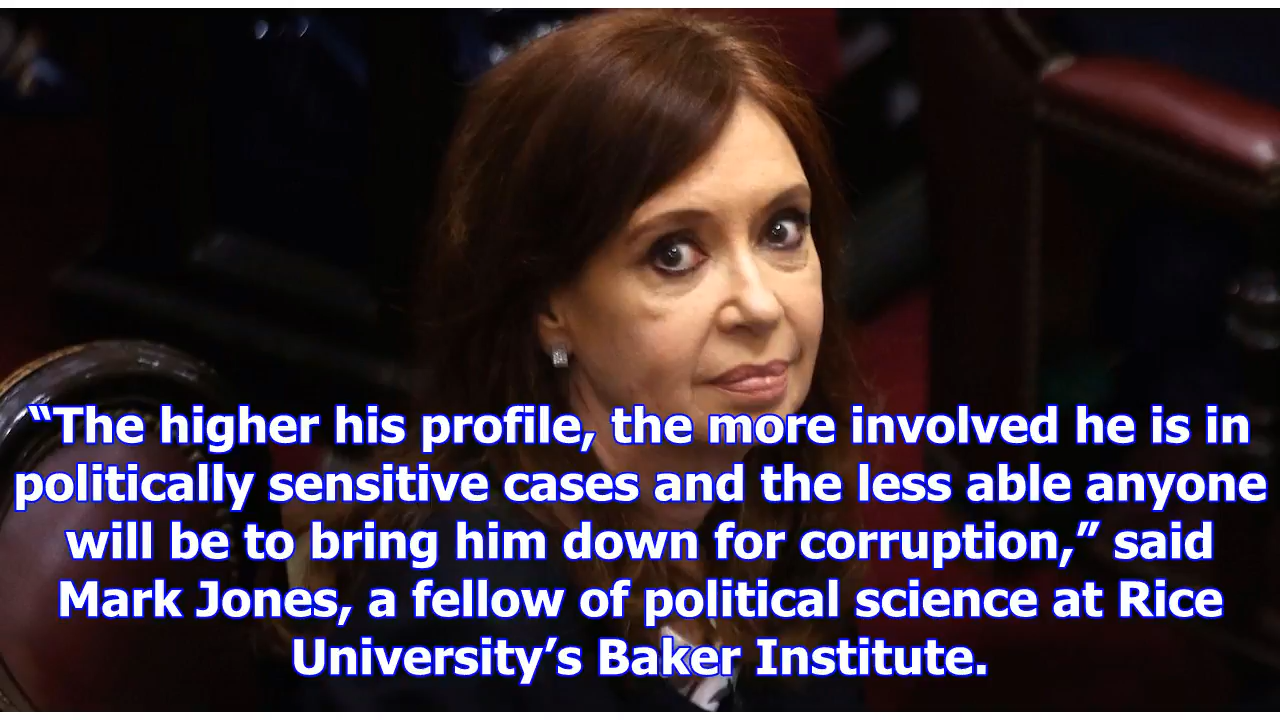 “The higher his profile, the more involved he is in
politically sensitive cases and the less able anyone
will be to bring him down for corruption,” said
Mark Jones, a fellow of political science at Rice
University’s Baker Institute.